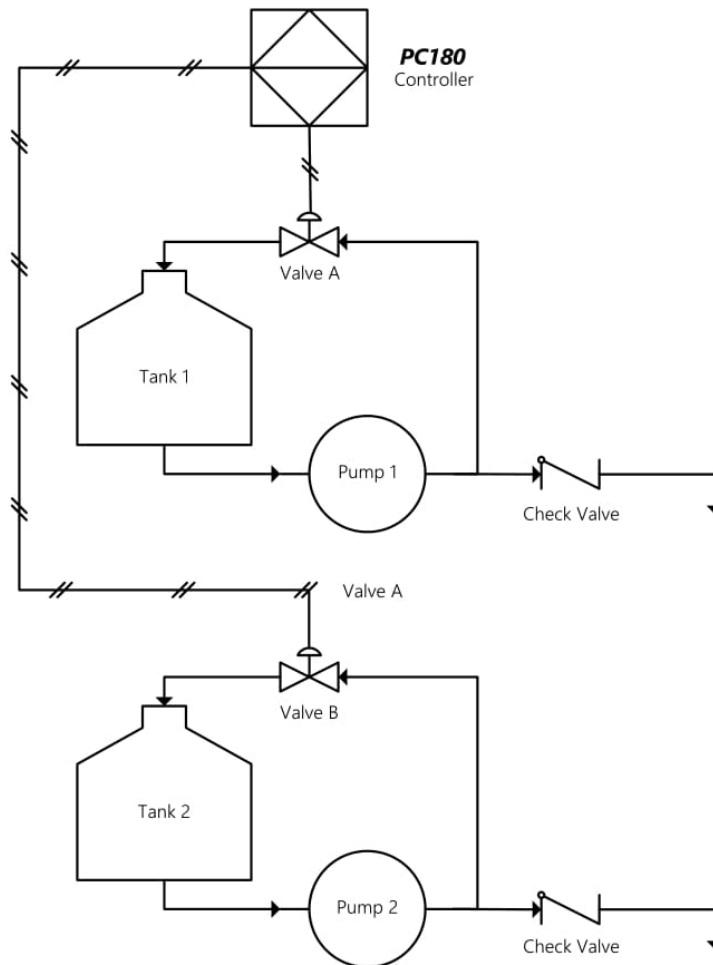 PC180
Controller
Valve A
Tank 1
Pump 1
Check Valve
Valve A
Valve B
Tank 2
Pump 2
Check Valve